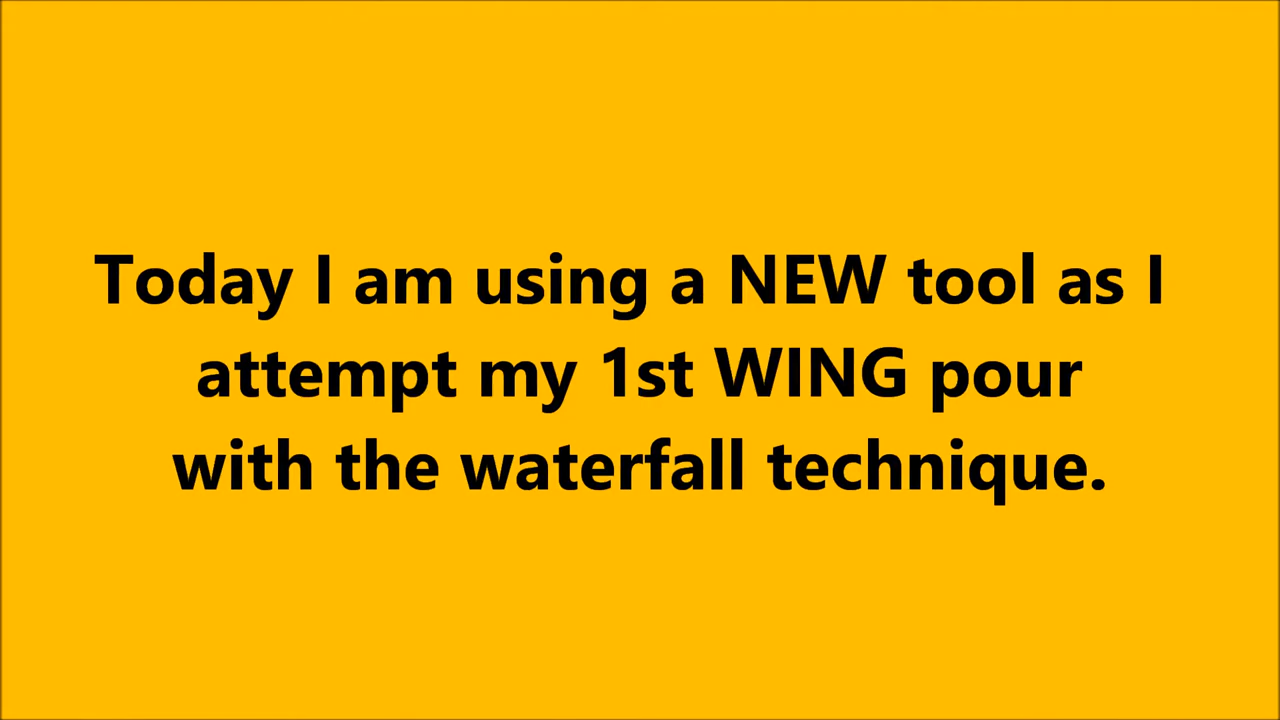 Today I am using a NEW tool as I
attempt my 1st WING pour
with the waterfall technique.